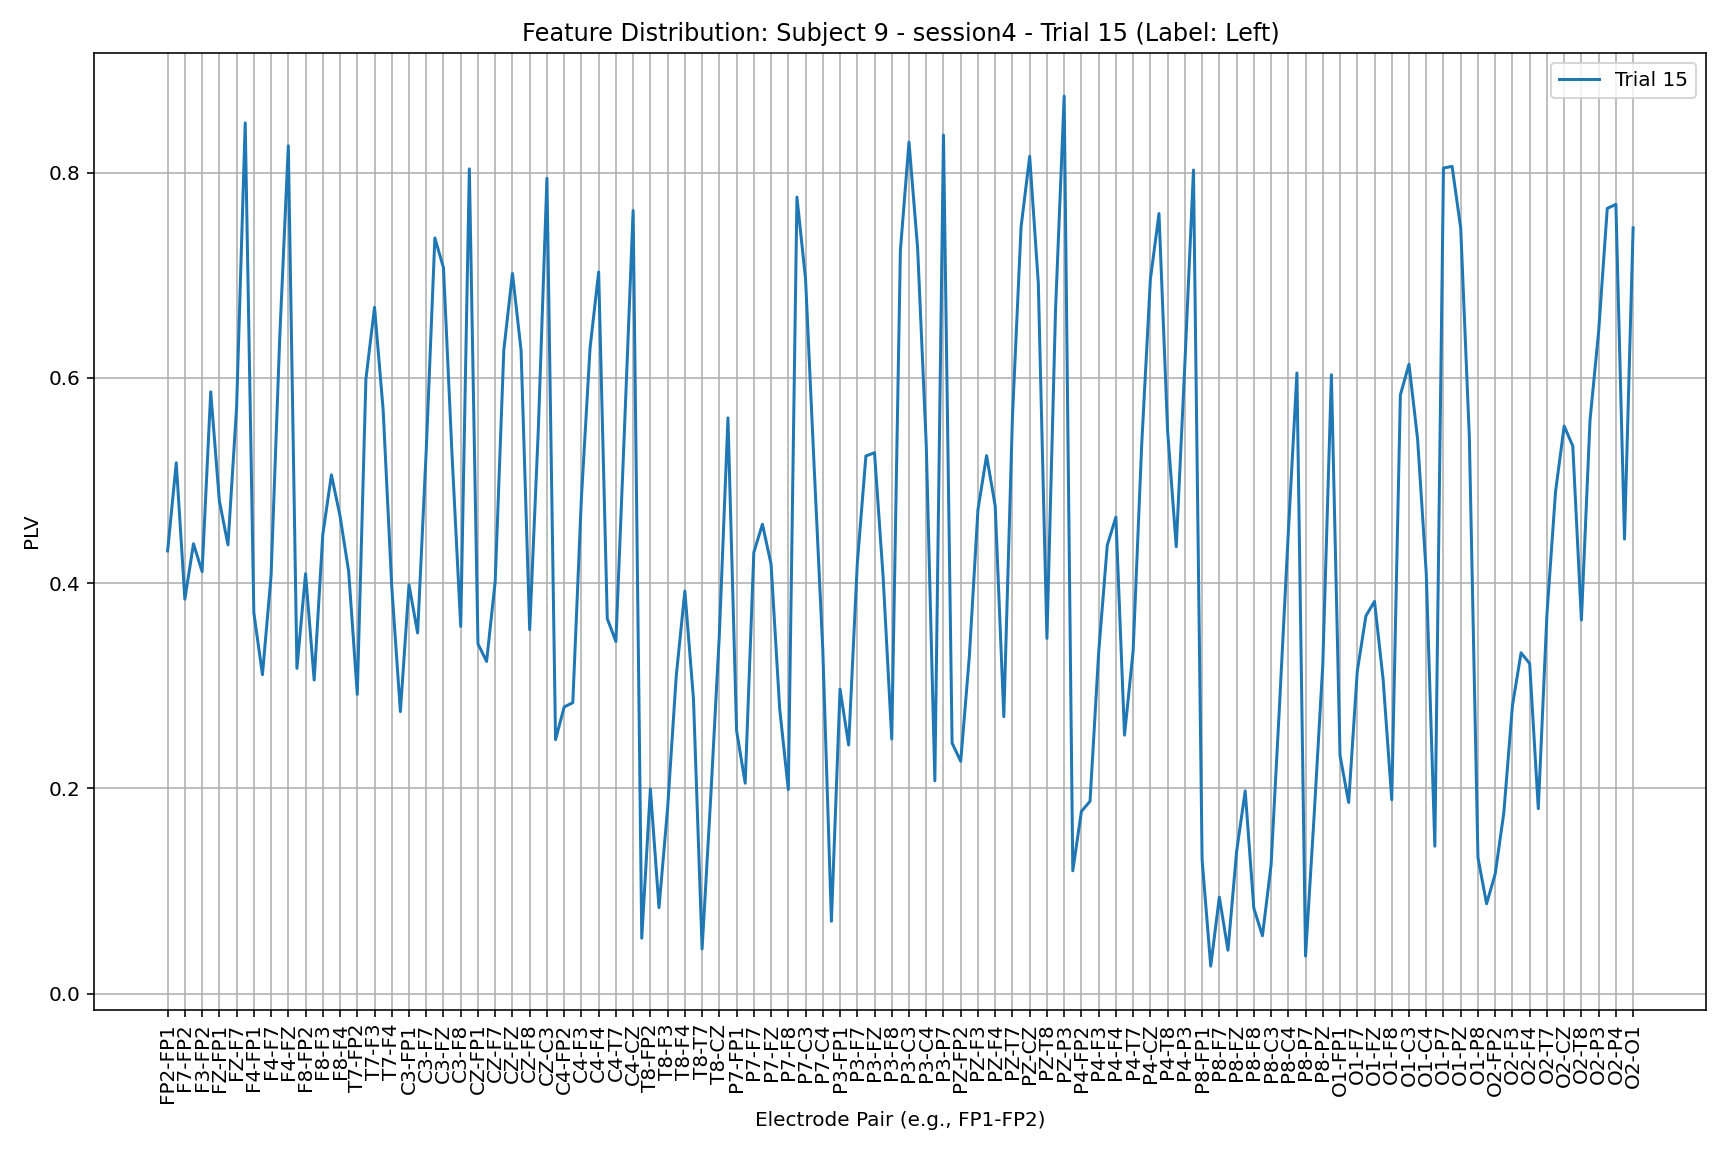 Feature Distribution: Subject 9 - session4 - Trial 15 (Label: Left)
Trial 15
PLV
0.8
0.6
0.4
0.2
0.0
FP2-FP1
F7-FP2
F3-FP2
FZ-FP1
FZ-F7
F4-FP1
F4-F7
F4-FZ
F8-FP2
F8-F3
F8-F4
T7-FP2
T7-F3
T7-F4
C3-FP1
C3-F7
C3-FZ
C3-F8
CZ-FP1
CZ-F7
CZ-FZ
CZ-F8
CZ-C3
C4-FP2
C4-F3
C4-F4
C4-T7
C4-CZ
T8-FP2
T8-F3
T8-F4
T8-T7
T8-CZ
P7-FP1
P7-F7
P7-FZ
P7-F8
P7-C3
P7-C4
P3-FP1
P3-F7
P3-FZ
P3-F8
P3-C3
P3-C4
P3-P7
PZ-FP2
PZ-F3
PZ-F4
PZ-T7
PZ-CZ
PZ-T8
PZ-P3
P4-FP2
P4-F3
P4-F4
P4-T7
P4-CZ
P4-T8
P4-P3
P8-FP1
P8-F7
P8-FZ
P8-F8
P8-C3
P8-C4
P8-P7
P8-PZ
O1-FP1
O1-F7
O1-FZ
O1-F8
O1-C3
O1-C4
O1-P7
O1-PZ
O1-P8
O2-FP2
O2-F3
O2-F4
O2-T7
O2-CZ
O2-T8
O2-P3
O2-P4
O2-O1
Electrode Pair (e.g., FP1-FP2)